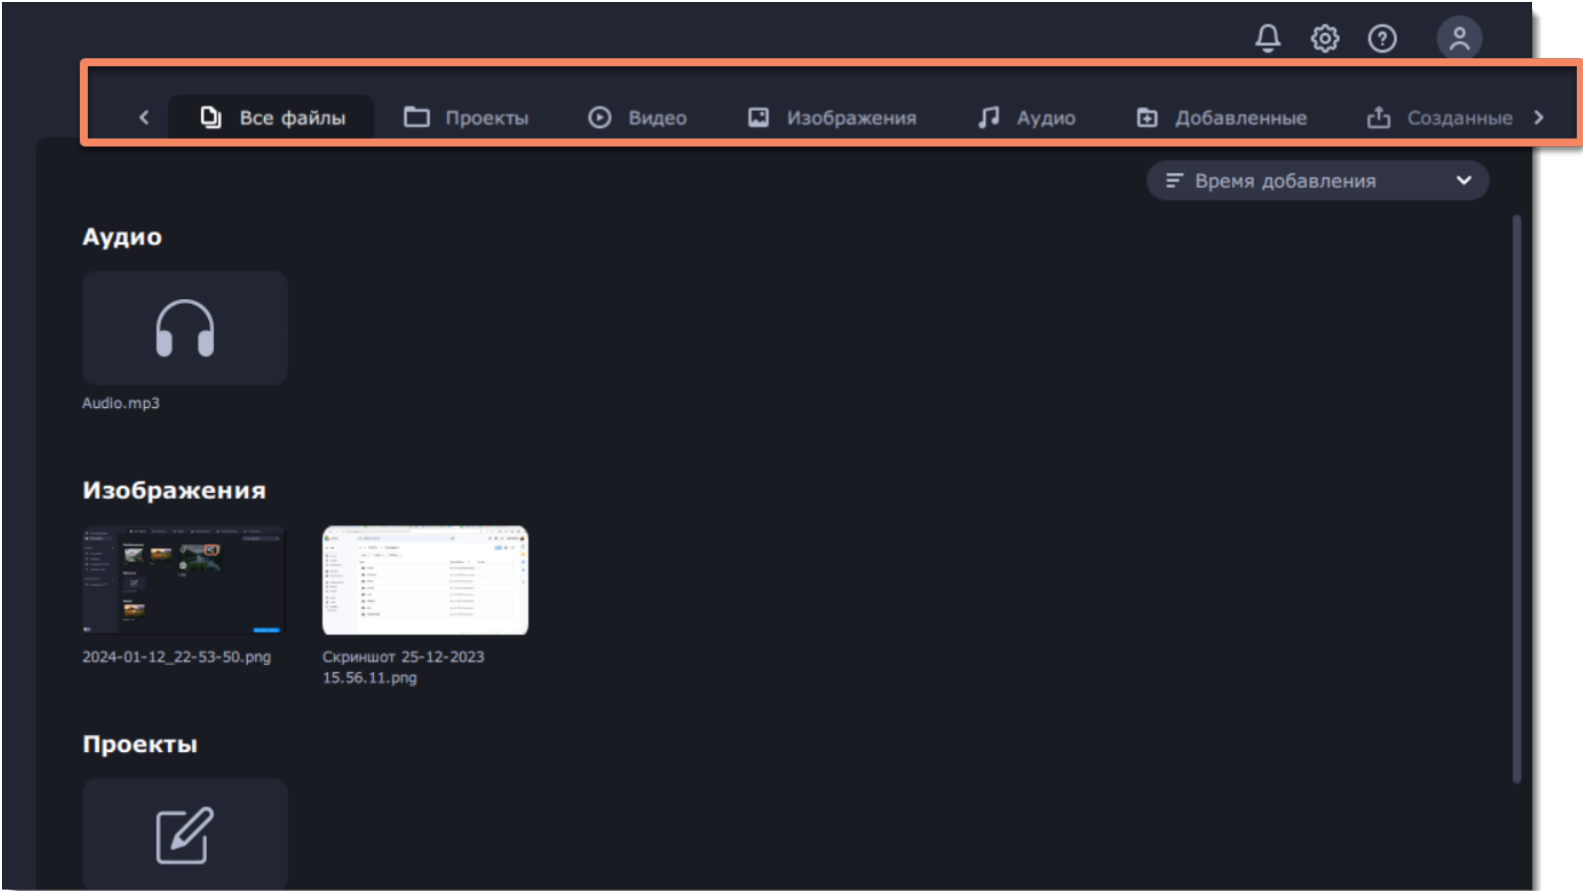 Все файлы Проекты Видео Изображения Аудио Добавленные Созданные
Время добавления
Аудио
Audio.mp3
Изображения
2024-01-12_22-53-50.png
Скриншот 25-12-2023
15.56.11.png
Проекты